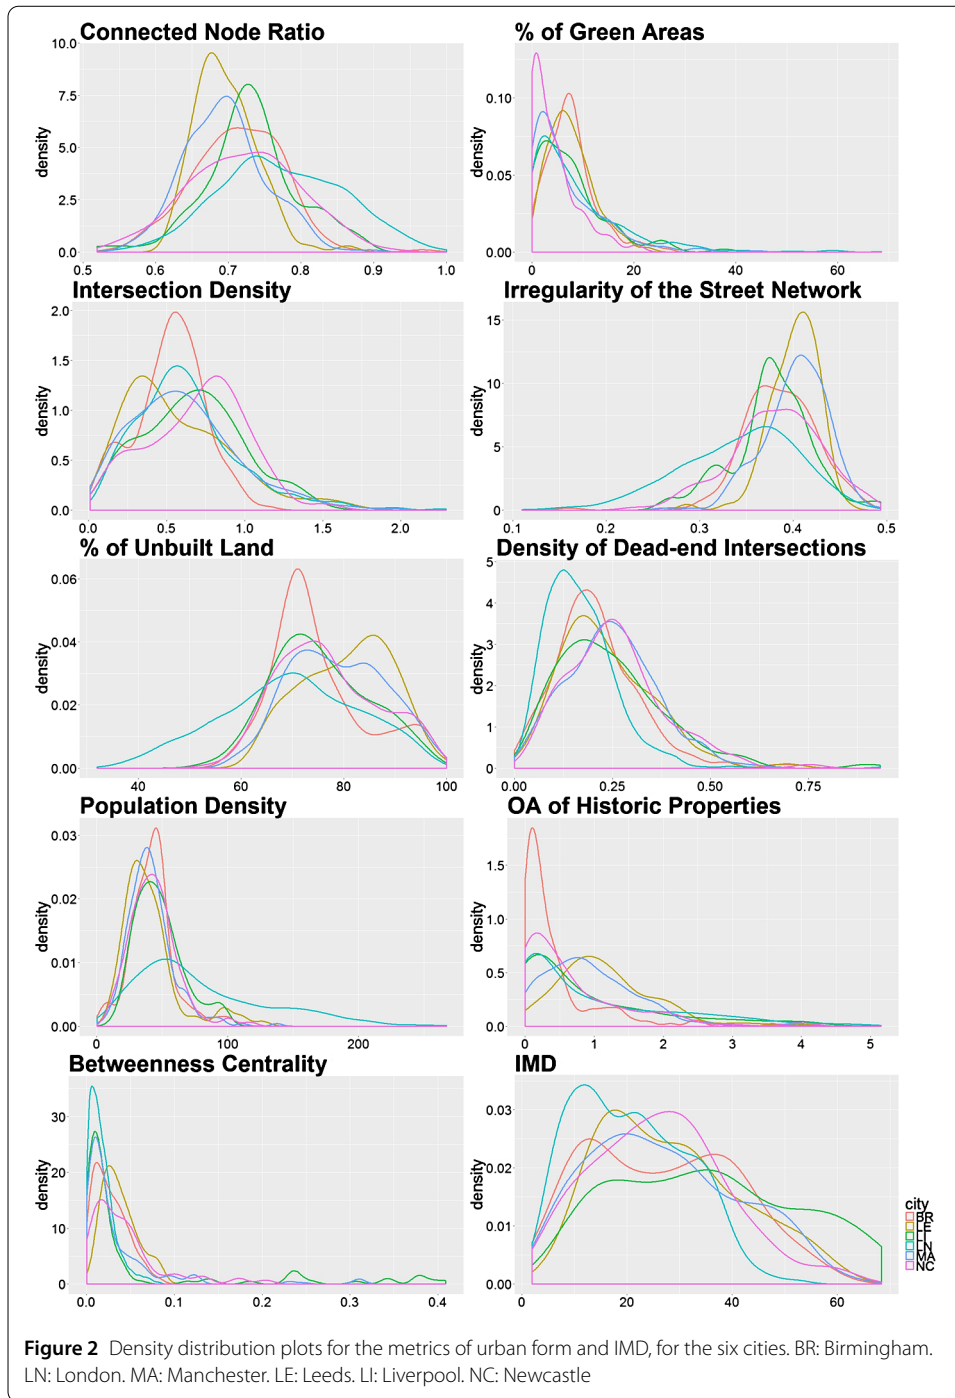 Connected Node Ratio
density
10.0
7.5
5.0
2.5
0.0
0.5 0.6 0.7 0.8 0.9 1.0
% of Green Areas
density
0.10
0.05
0.00
0 20 40 60
Intersection Density
density
2.0
1.5
1.0
0.5
0.0
0.0 0.5 1.0 1.5 2.0
Irregularity of the Street Network
density
15
10
5
0
0.1 0.2 0.3 0.4 0.5
% of Unbuilt Land
density
0.06
0.04
0.02
0.00
40 60 80 100
Density of Dead-end Intersections
density
5
4
3
2
1
0
0.00 0.25 0.50 0.75
Population Density
density
0.03
0.02
0.01
0.00
0 100 200
OA of Historic Properties
density
1.5
1.0
0.5
0.0
0 1 2 3 4 5
Betweenness Centrality
density
30
20
10
0
0.0 0.1 0.2 0.3 0.4
IMD
density
0.03
0.02
0.01
0.00
0 20 40 60
city
BR
LE
LI
LN
MA
NC
Figure 2 Density distribution plots for the metrics of urban form and IMD, for the six cities. BR: Birmingham.
LN: London. MA: Manchester. LE: Leeds. LI: Liverpool. NC: Newcastle